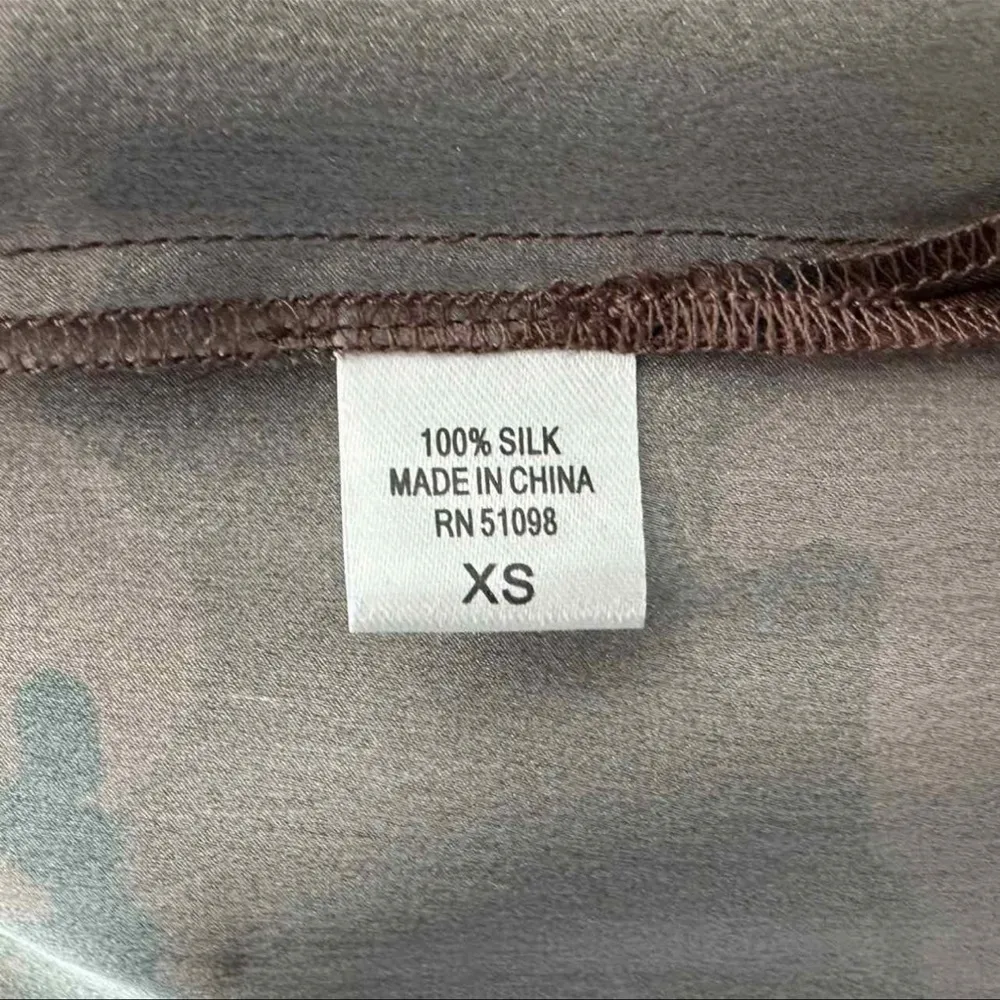 100% SILK
MADE IN CHINA
RN 51098
XS